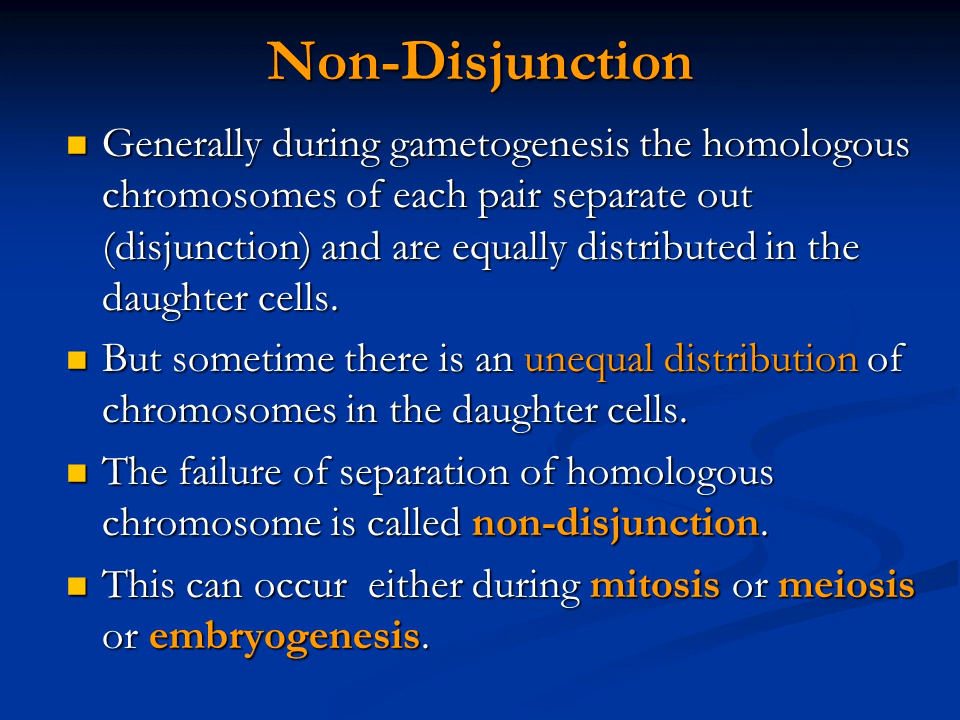 Non-Disjunction
Generally during gametogenesis the homologous
chromosomes of each pair separate out
(disjunction) and are equally distributed in the
daughter cells.
But sometime there is an unequal distribution of
chromosomes in the daughter cells.
The failure of separation of homologous
chromosome is called non-disjunction.
This can occur  either during mitosis or meiosis
or embryogenesis.